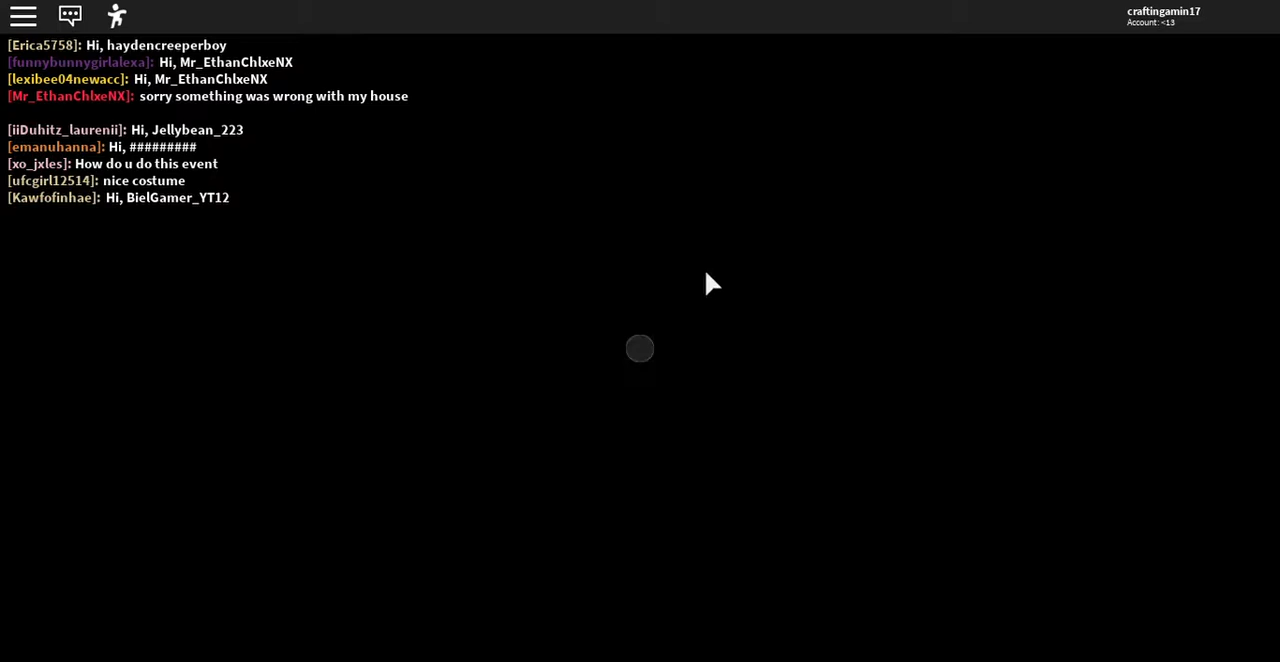 craftingamin17
Account: <13
[Erica5758]: Hi, haydencreeperboy
[funnybunnygirlalexa]: Hi, Mr_EthanChlxeNX
[lexibee04newacc]: Hi, Mr_EthanChlxeNX
[Mr_EthanChlxeNX]: sorry something was wrong with my house
[iiDuhitz_laurenii]: Hi, Jellybean_223
[emanuhanna]: Hi, #########
[xo_jxles]: How do u do this event
[ufcgirl12514]: nice costume
[Kawfofinhae]: Hi, BielGamer_YT12